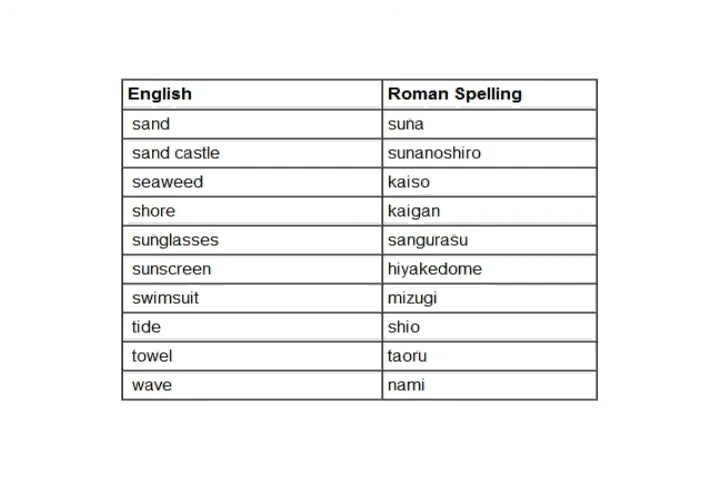 English Roman Spelling
sand suna
sand castle sunanoshiro
seaweed kaiso
shore kaigan
sunglasses sangurasu
sunscreen hiyakedome
swimsuit mizugi
tide shio
towel taoru
wave nami